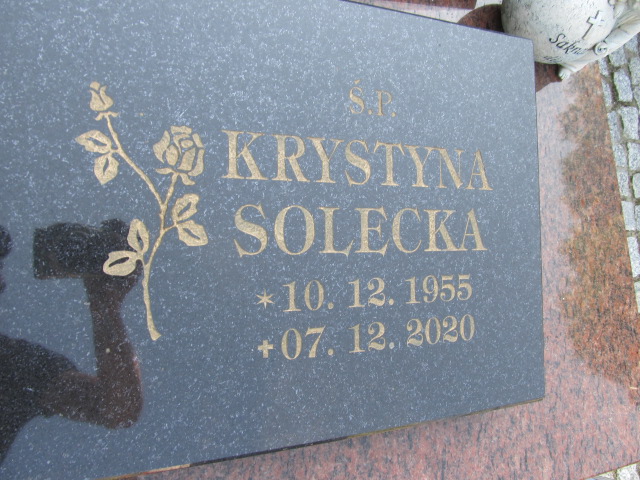 Ś.P.
KRYSTYNA
SOLECKA
* 10. 12. 1955
+ 07. 12. 2020